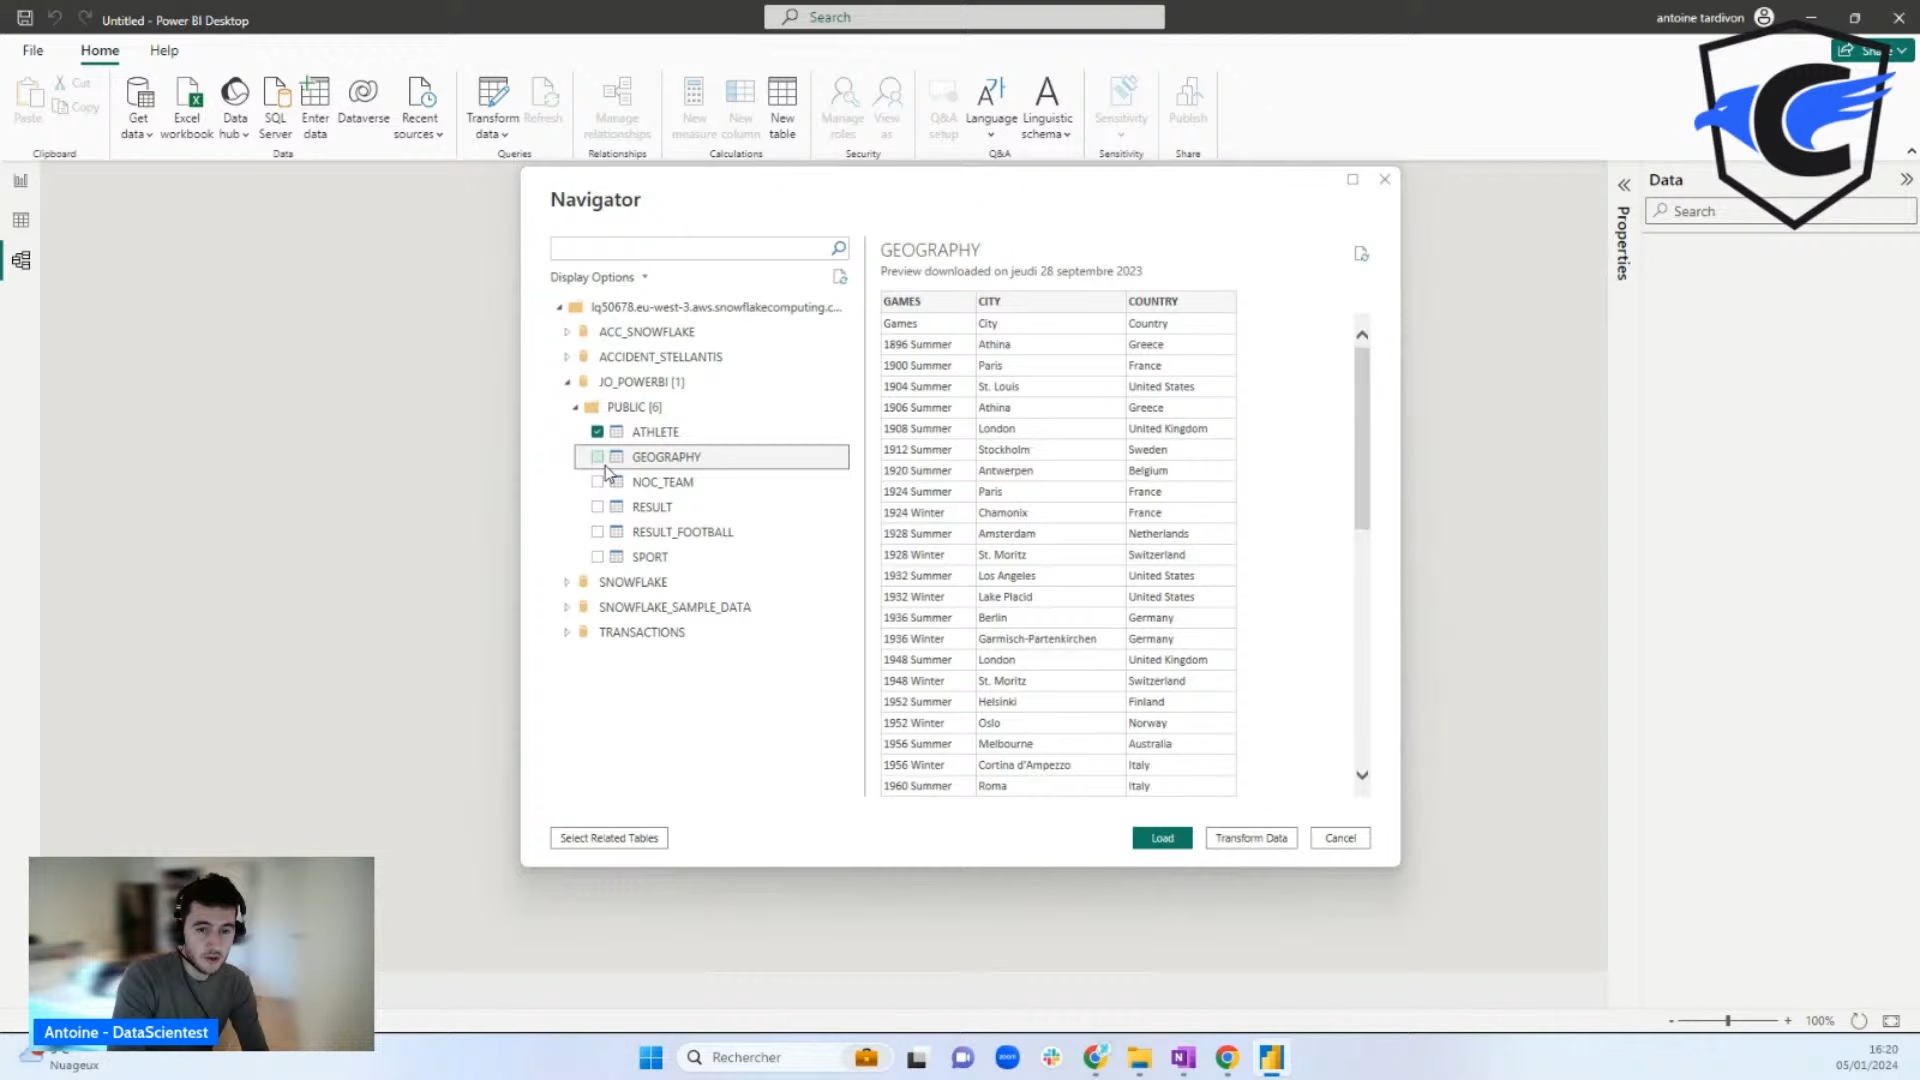 Untitled - Power BI Desktop
Search
antoine tardivon
File
Home
Help
Share
Paste
Cut
Copy
Get data
Excel workbook
Data hub
SQL Server
Enter data
Dataverse
Recent sources
Transform data
Refresh
Manage relationships
New measure
New column
New table
Manage roles
View as
Q&A setup
Language
Linguistic schema
Sensitivity
Publish
Clipboard
Data
Queries
Relationships
Calculations
Security
Q&A
Sensitivity
Share
Navigator
Display Options
lq50678.eu-west-3.aws.snowflakecomputing.c...
ACC_SNOWFLAKE
ACCIDENT_STELLANTIS
JO_POWERBI [1]
PUBLIC [6]
ATHLETE
GEOGRAPHY
NOC_TEAM
RESULT
RESULT_FOOTBALL
SPORT
SNOWFLAKE
SNOWFLAKE_SAMPLE_DATA
TRANSACTIONS
GEOGRAPHY
Preview downloaded on jeudi 28 septembre 2023
GAMES CITY COUNTRY
Games City Country
1896 Summer Athina Greece
1900 Summer Paris France
1904 Summer St. Louis United States
1906 Summer Athina Greece
1908 Summer London United Kingdom
1912 Summer Stockholm Sweden
1920 Summer Antwerpen Belgium
1924 Summer Paris France
1924 Winter Chamonix France
1928 Summer Amsterdam Netherlands
1928 Winter St. Moritz Switzerland
1932 Summer Los Angeles United States
1932 Winter Lake Placid United States
1936 Summer Berlin Germany
1936 Winter Garmisch-Partenkirchen Germany
1948 Summer London United Kingdom
1948 Winter St. Moritz Switzerland
1952 Summer Helsinki Finland
1952 Winter Oslo Norway
1956 Summer Melbourne Australia
1956 Winter Cortina d'Ampezzo Italy
1960 Summer Roma Italy
Select Related Tables
Load
Transform Data
Cancel
Properties
Data
Search
C
Antoine - DataScientest
Nuageux
100%
Rechercher
zoom
16:20
05/01/2024